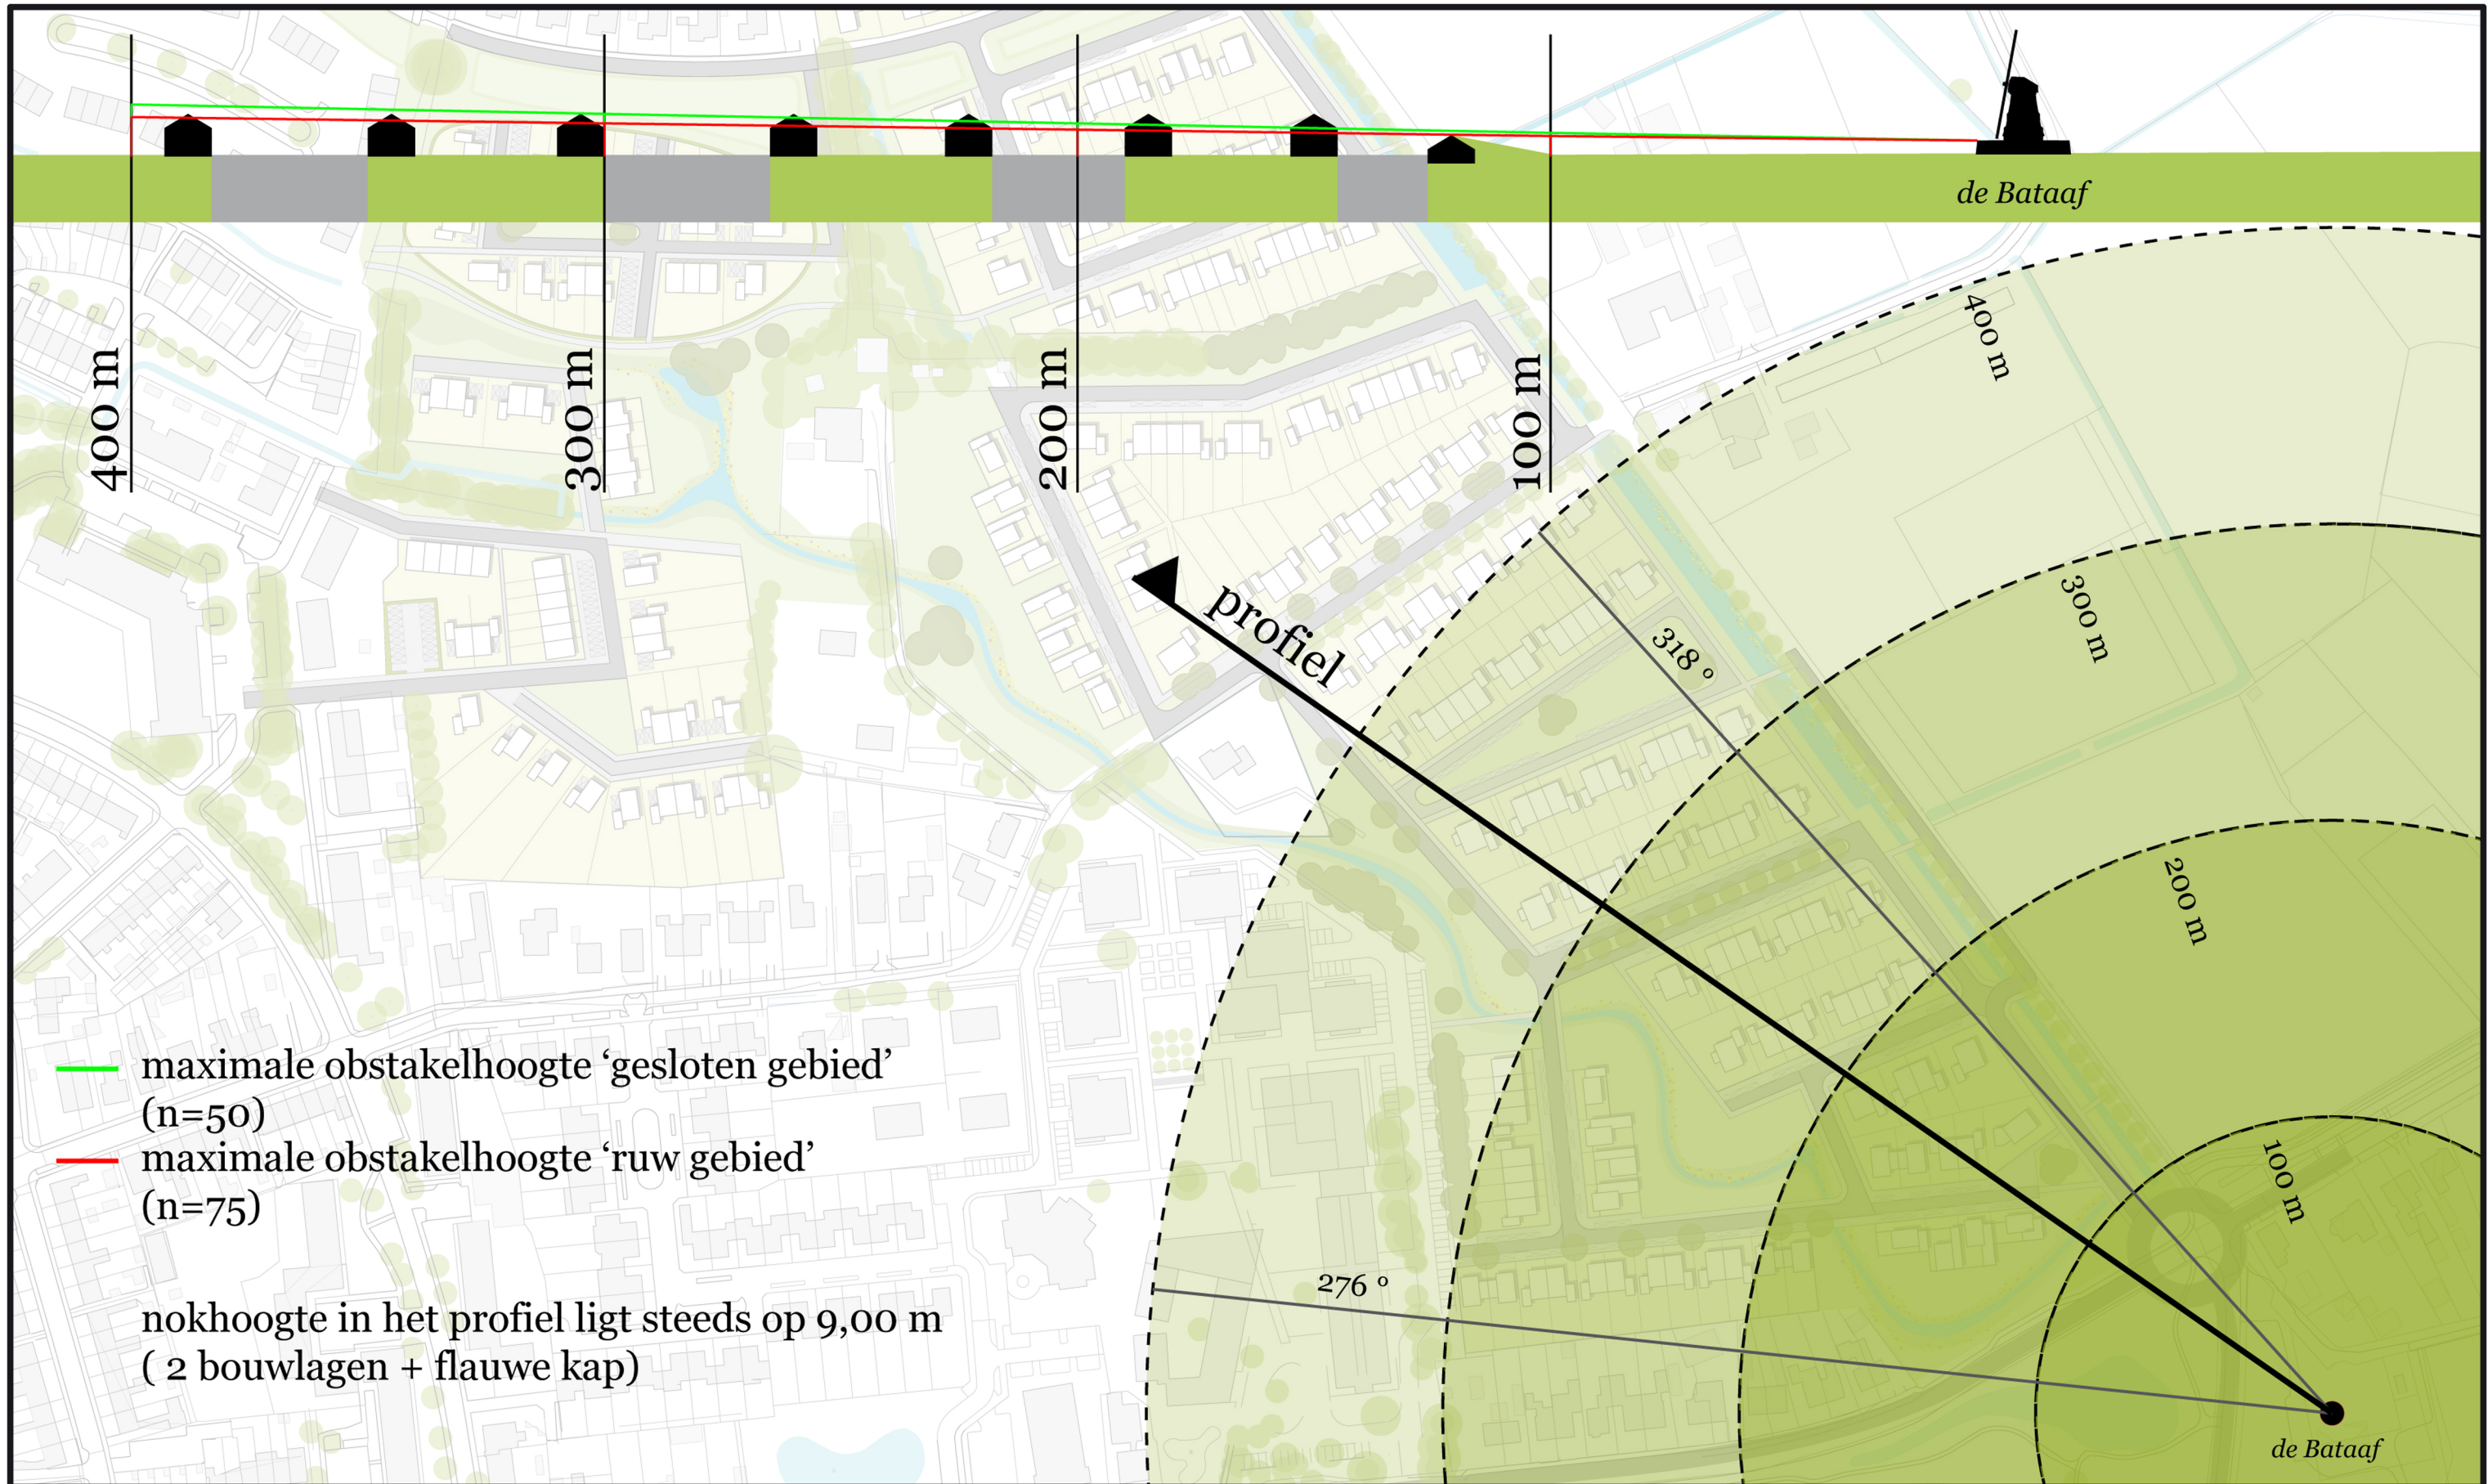 de Bataaf
400 m
300 m
200 m
100 m
400 m
300 m
200 m
100 m
profiel
318 º
276 º
maximale obstakelhoogte ‘gesloten gebied’
(n=50)
maximale obstakelhoogte ‘ruw gebied’
(n=75)
nokhoogte in het profiel ligt steeds op 9,00 m
( 2 bouwlagen + flauwe kap)
de Bataaf